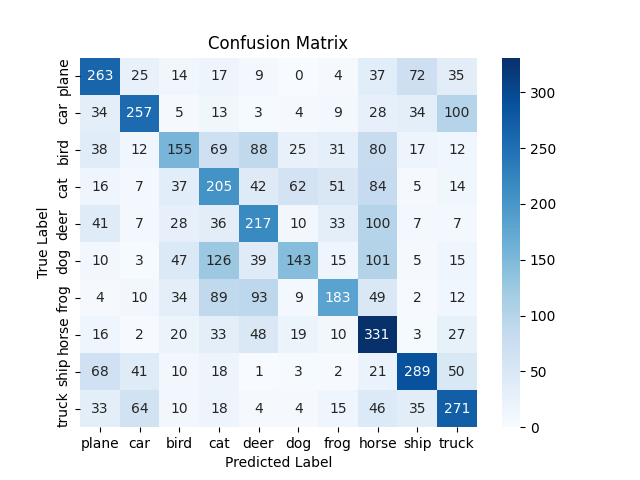 Confusion Matrix
True Label
plane 263 25 14 17 9 0 4 37 72 35
car 34 257 5 13 3 4 9 28 34 100
bird 38 12 155 69 88 25 31 80 17 12
cat 16 7 37 205 42 62 51 84 5 14
deer 41 7 28 36 217 10 33 100 7 7
dog 10 3 47 126 39 143 15 101 5 15
frog 4 10 34 89 93 9 183 49 2 12
horse 16 2 20 33 48 19 10 331 3 27
ship 68 41 10 18 1 3 2 21 289 50
truck 33 64 10 18 4 4 15 46 35 271
plane car bird cat deer dog frog horse ship truck
Predicted Label
300
250
200
150
100
50
0